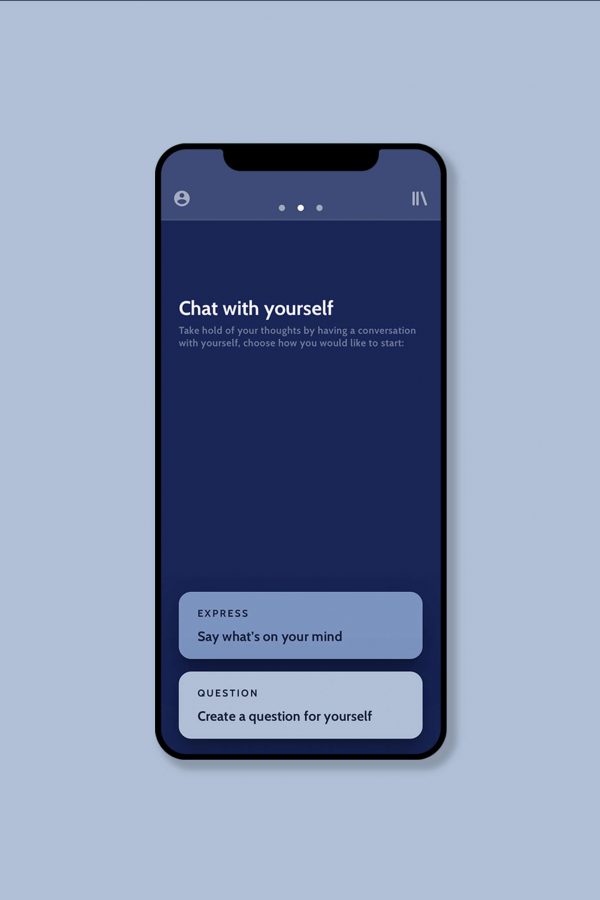 Chat with yourself
Take hold of your thoughts by having a conversation
with yourself, choose how you would like to start:
EXPRESS
Say what's on your mind
QUESTION
Create a question for yourself